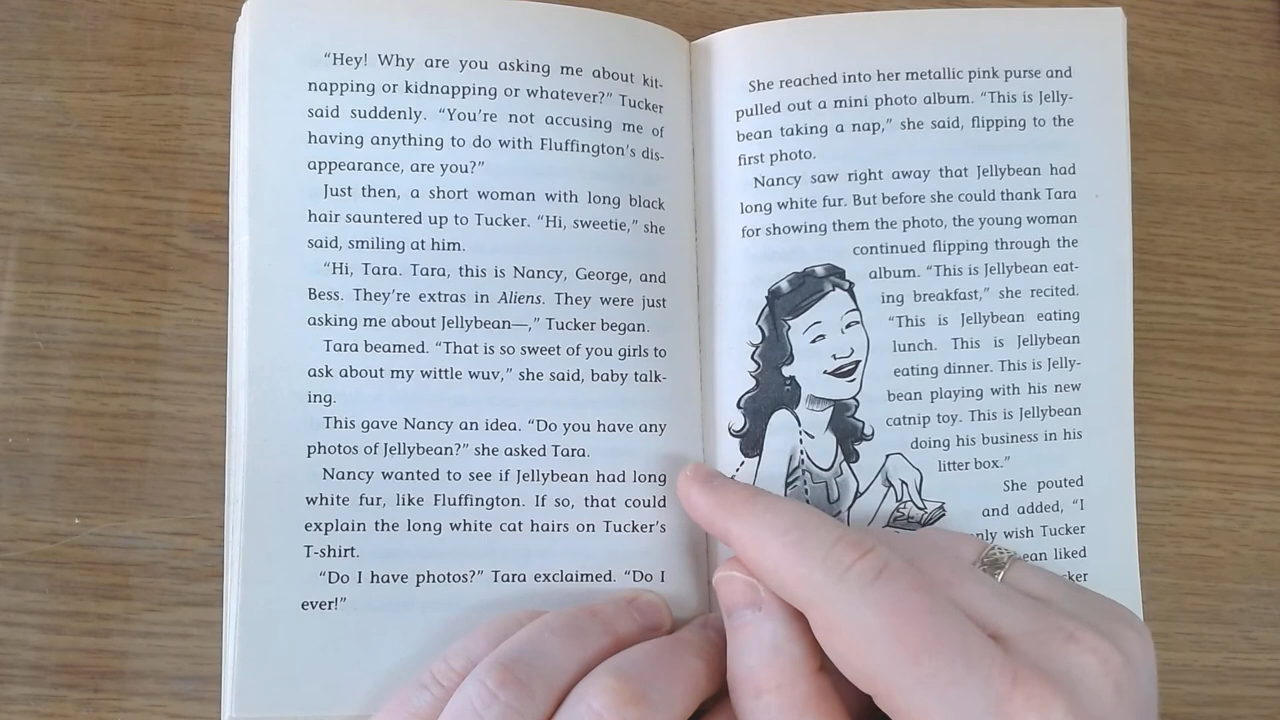 “Hey! Why are you asking me about kit-
napping or kidnapping or whatever?” Tucker
said suddenly. “You’re not accusing me of
having anything to do with Fluffington’s dis-
appearance, are you?”
Just then, a short woman with long black
hair sauntered up to Tucker. “Hi, sweetie,” she
said, smiling at him.
“Hi, Tara. Tara, this is Nancy, George, and
Bess. They’re extras in Aliens. They were just
asking me about Jellybean—,” Tucker began.
Tara beamed. “That is so sweet of you girls to
ask about my wittle wuv,” she said, baby talk-
ing.
This gave Nancy an idea. “Do you have any
photos of Jellybean?” she asked Tara.
Nancy wanted to see if Jellybean had long
white fur, like Fluffington. If so, that could
explain the long white cat hairs on Tucker’s
T-shirt.
“Do I have photos?” Tara exclaimed. “Do I
ever!”
She reached into her metallic pink purse and
pulled out a mini photo album. “This is Jelly-
bean taking a nap,” she said, flipping to the
first photo.
Nancy saw right away that Jellybean had
long white fur. But before she could thank Tara
for showing them the photo, the young woman
continued flipping through the
album. “This is Jellybean eat-
ing breakfast,” she recited.
“This is Jellybean eating
lunch. This is Jellybean
eating dinner. This is Jelly-
bean playing with his new
catnip toy. This is Jellybean
doing his business in his
litter box.”
She pouted
and added, “I
wish Tucker
liked